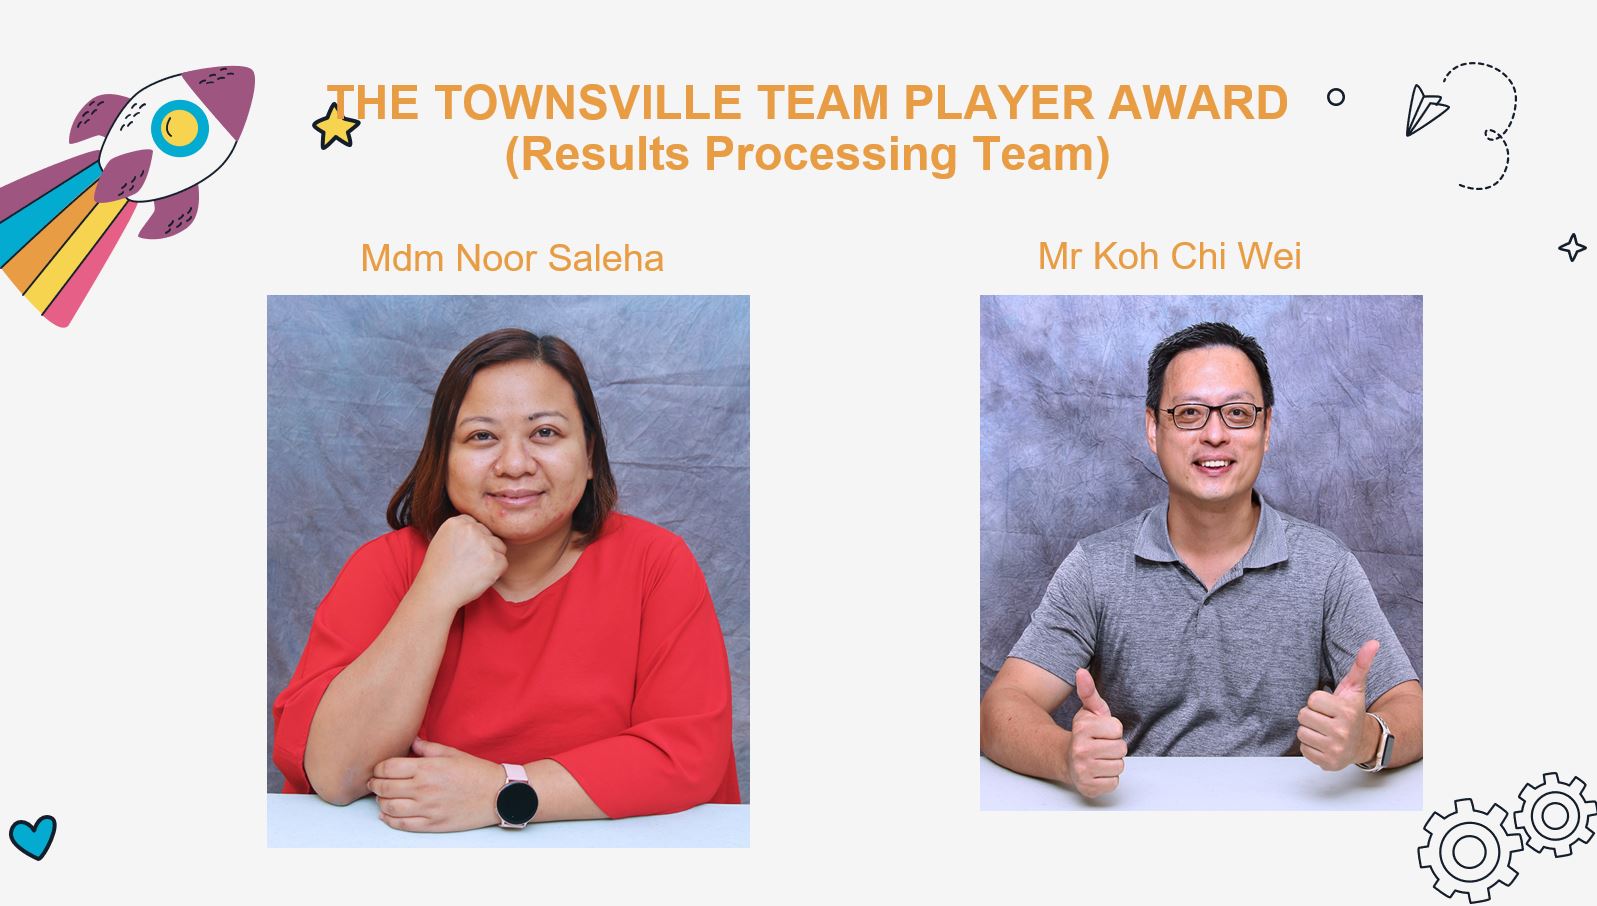 THE TOWNSVILLE TEAM PLAYER AWARD
(Results Processing Team)
Mdm Noor Saleha
Mr Koh Chi Wei